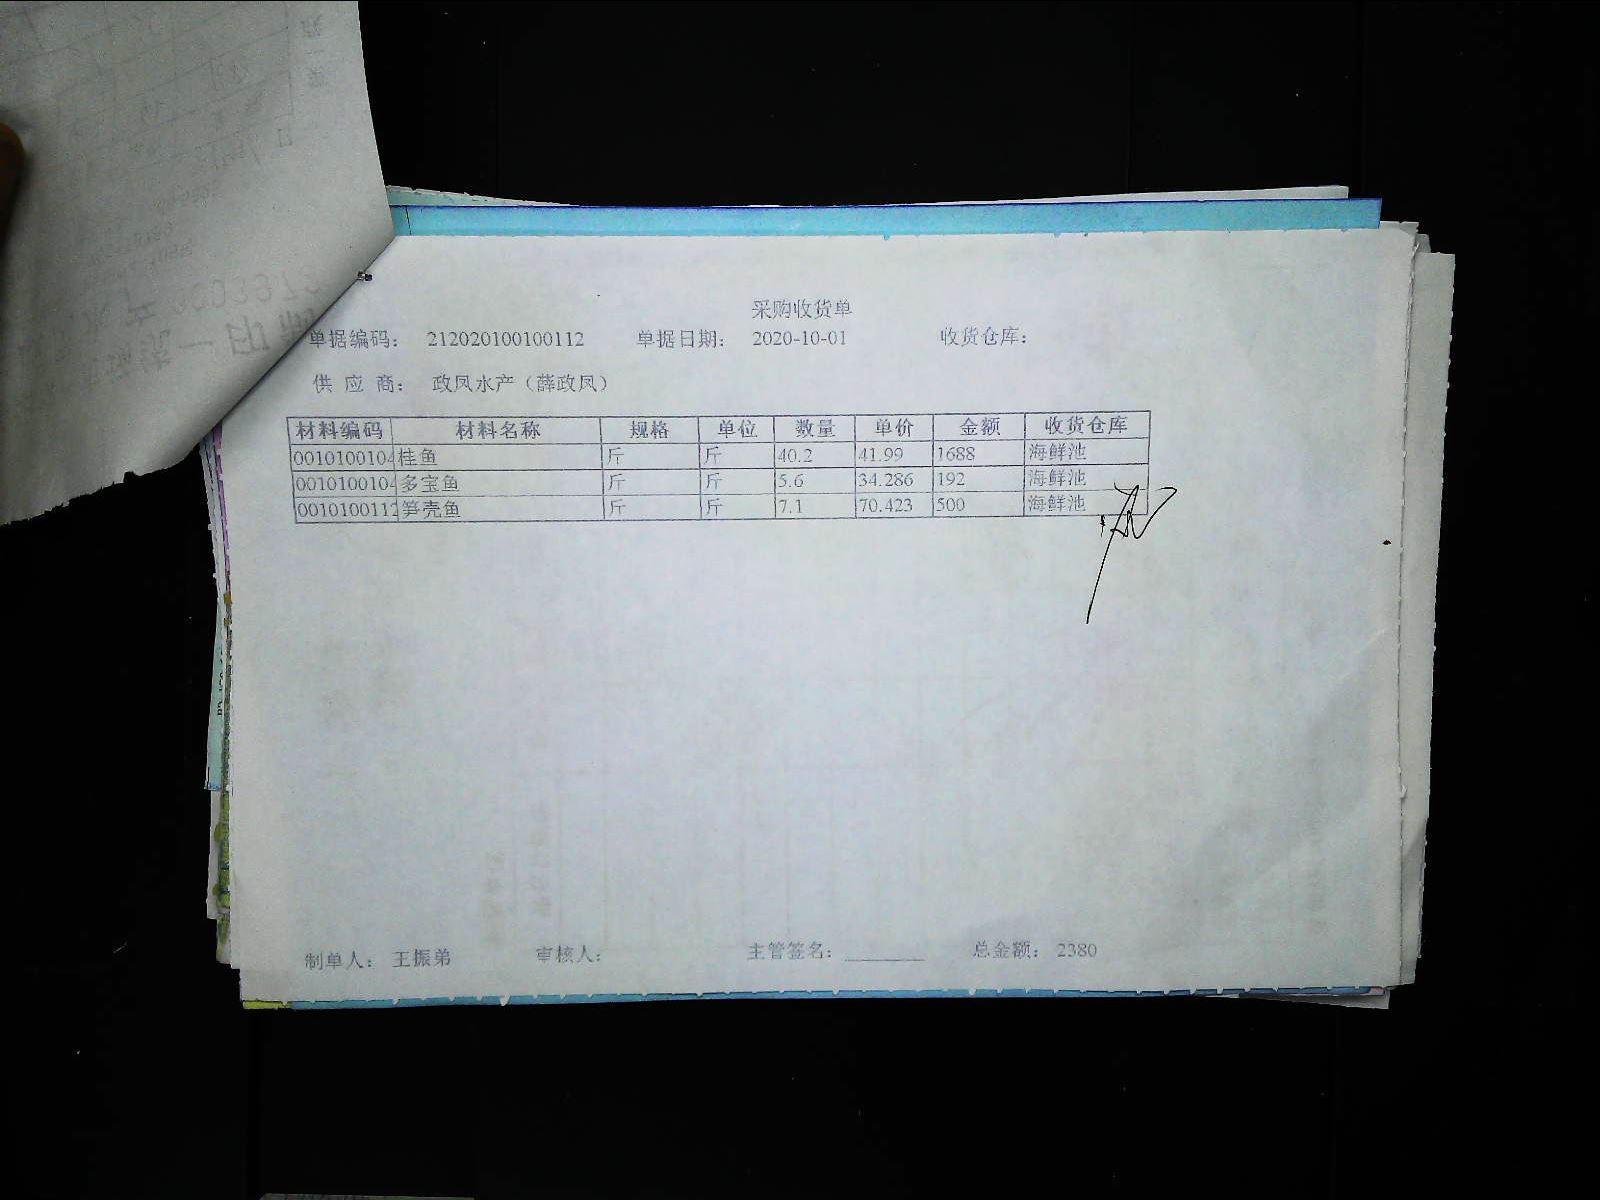 采购收货单
单据编码： 212020100100112 单据日期： 2020-10-01 收货仓库：
供 应 商： 政凤水产（薛政凤）
材料编码 材料名称 规格 单位 数量 单价 金额 收货仓库
0010100104 桂鱼 斤 斤 40.2 41.99 1688 海鲜池
0010100104 多宝鱼 斤 斤 5.6 34.286 192 海鲜池
0010100112 笋壳鱼 斤 斤 7.1 70.423 500 海鲜池
制单人： 王振弟 审核人： 主管签名： ________ 总金额： 2380